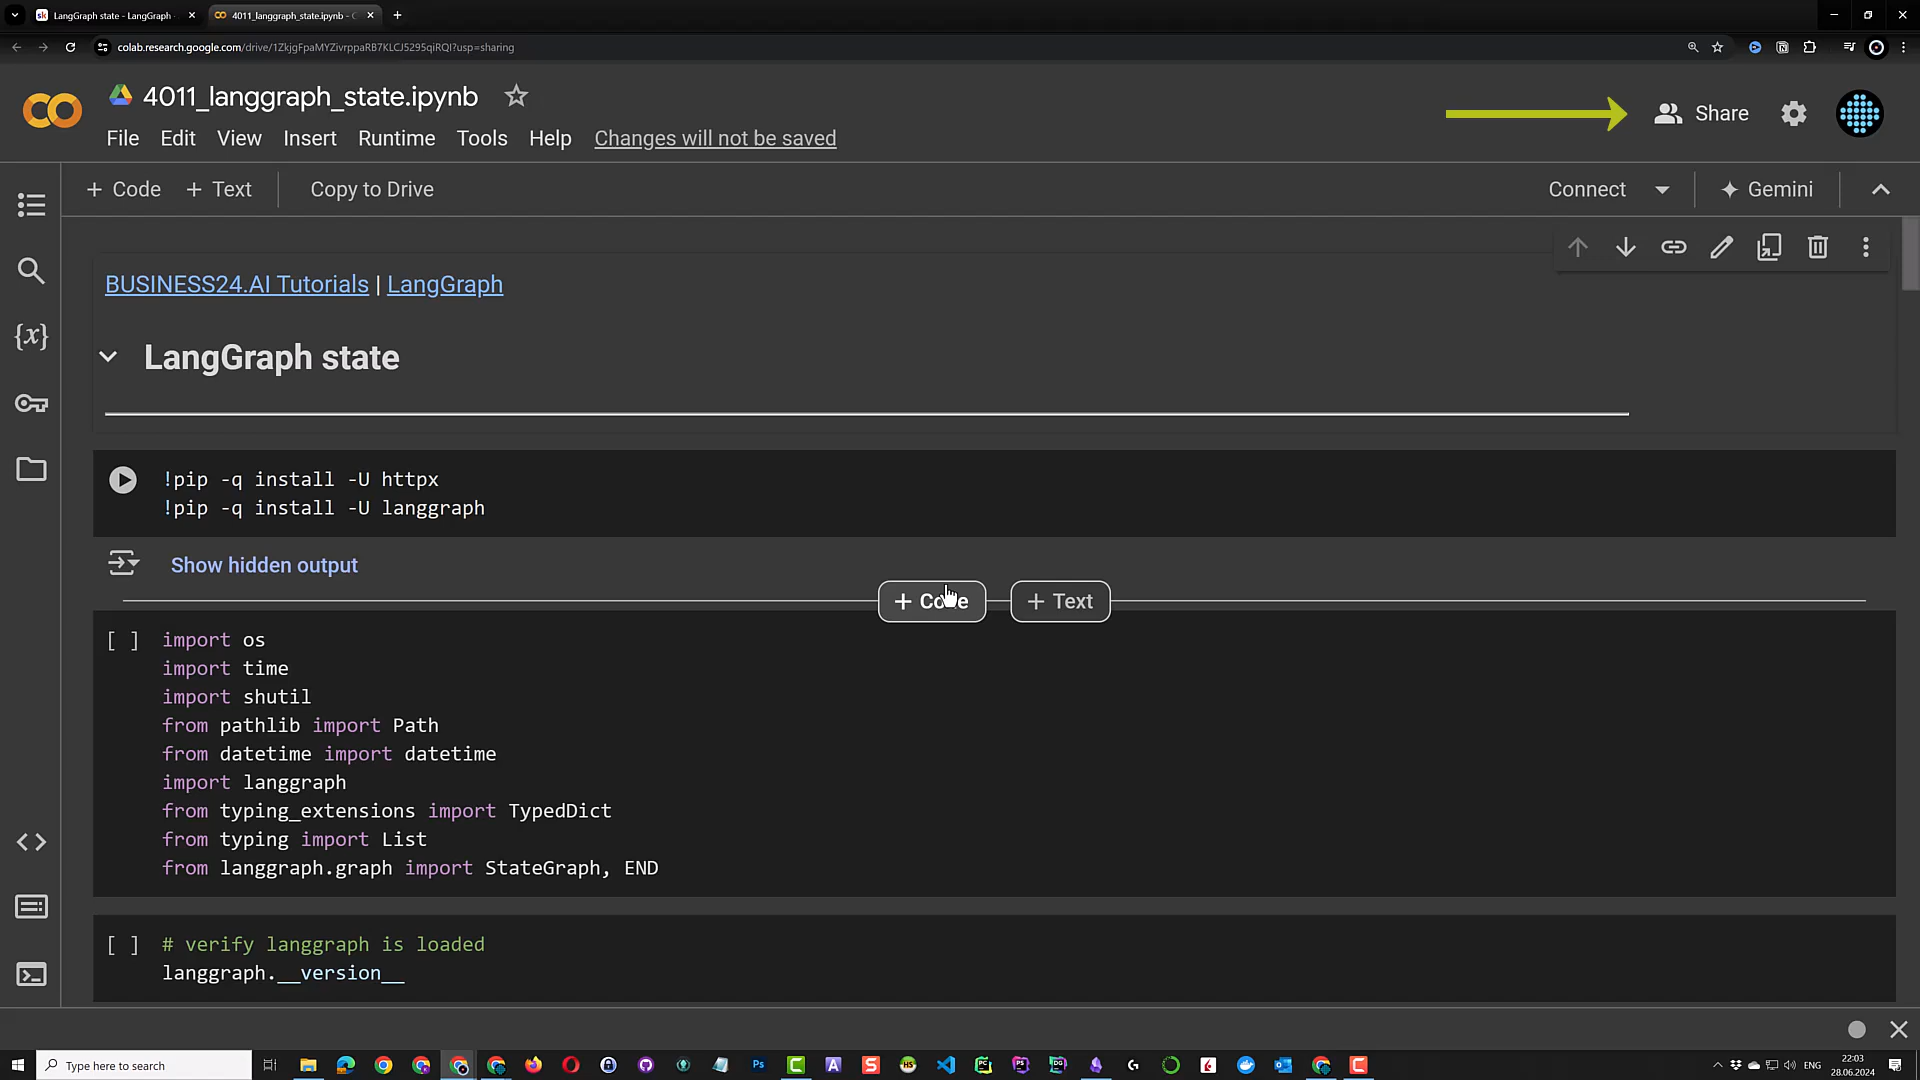 LangGraph state - LangGraph
4011_langgraph_state.ipynb - C
colab.research.google.com/drive/1ZkjgFpaMYZivrppaRB7KLCJ5295qiRQI?usp=sharing
4011_langgraph_state.ipynb
Share
File Edit View Insert Runtime Tools Help Changes will not be saved
+ Code + Text Copy to Drive Connect Gemini
BUSINESS24.AI Tutorials | LangGraph
LangGraph state
!pip -q install -U httpx
!pip -q install -U langgraph
Show hidden output
+ Code + Text
[ ] import os
import time
import shutil
from pathlib import Path
from datetime import datetime
import langgraph
from typing_extensions import TypedDict
from typing import List
from langgraph.graph import StateGraph, END
[ ] # verify langgraph is loaded
langgraph.__version__
Type here to search
ENG
22:03
28.06.2024